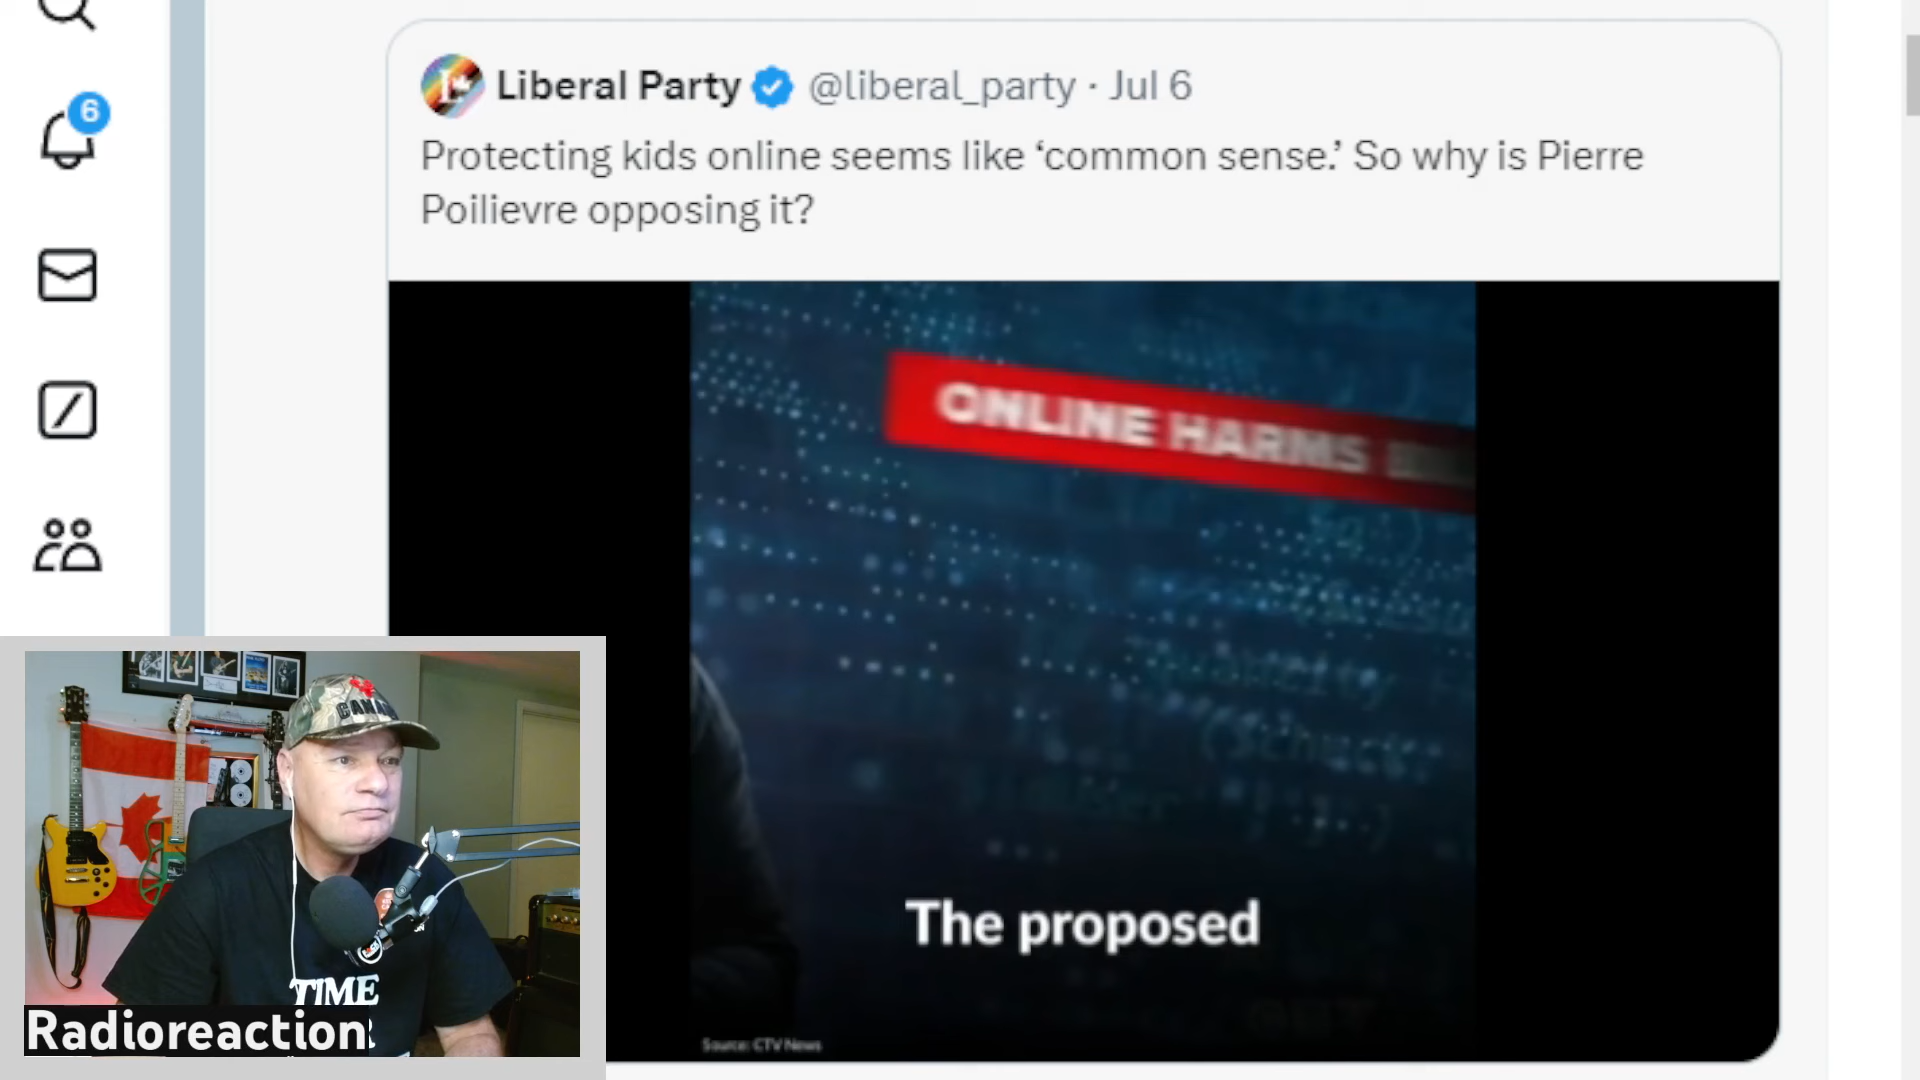 6
Liberal Party @liberal_party · Jul 6
Protecting kids online seems like ‘common sense.’ So why is Pierre
Poilievre opposing it?
ONLINE HARMS
The proposed
Source: CTV News
TIME
Radioreaction